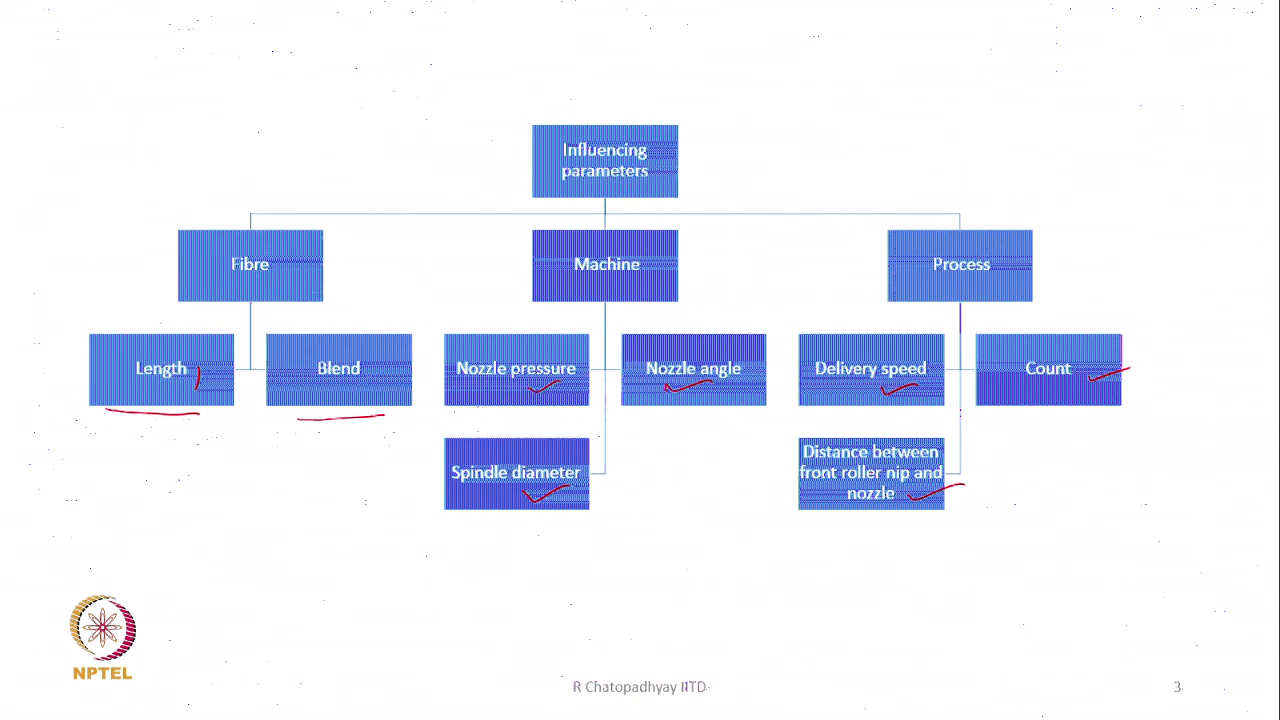 Influencing
parameters
Fibre
Machine
Process
Length
Blend
Nozzle pressure
Nozzle angle
Delivery speed
Count
Spindle diameter
Distance between
front roller nip and
nozzle
NPTEL
R Chatopadhyay IITD
3